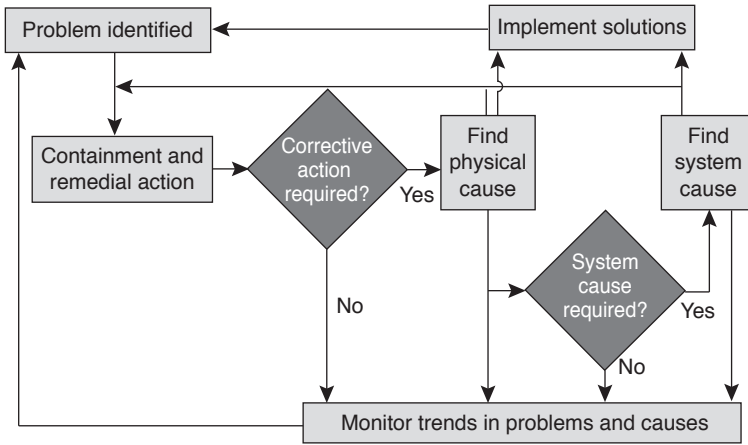 Problem identified
Implement solutions
Containment and
remedial action
Corrective
action
required?
Yes
No
Find
physical
cause
Find
system
cause
System
cause
required?
Yes
No
Monitor trends in problems and causes